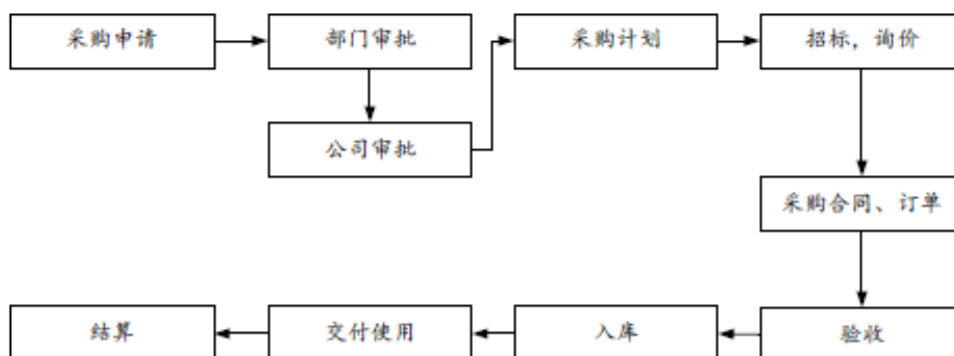 采购申请
部门审批
公司审批
采购计划
招标，询价
采购合同、订单
验收
入库
交付使用
结算